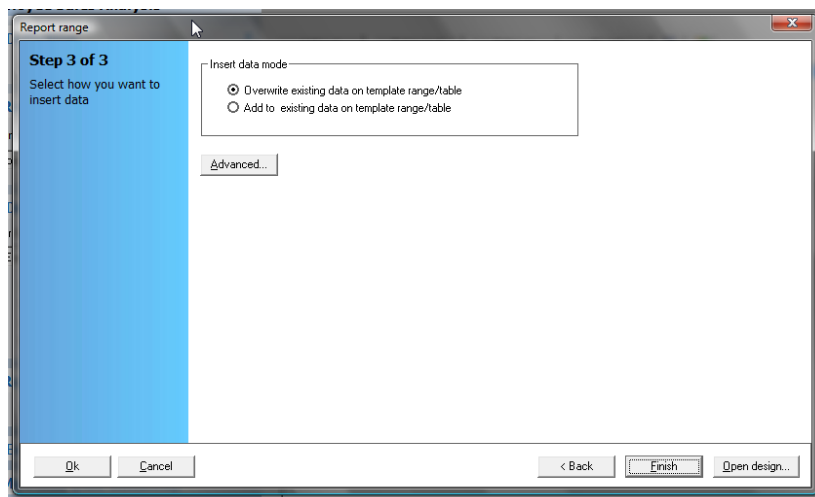 Report range
Step 3 of 3
Select how you want to
insert data
Insert data mode
Overwrite existing data on template range/table
Add to existing data on template range/table
Advanced...
Ok
Cancel
< Back
Finish
Open design...